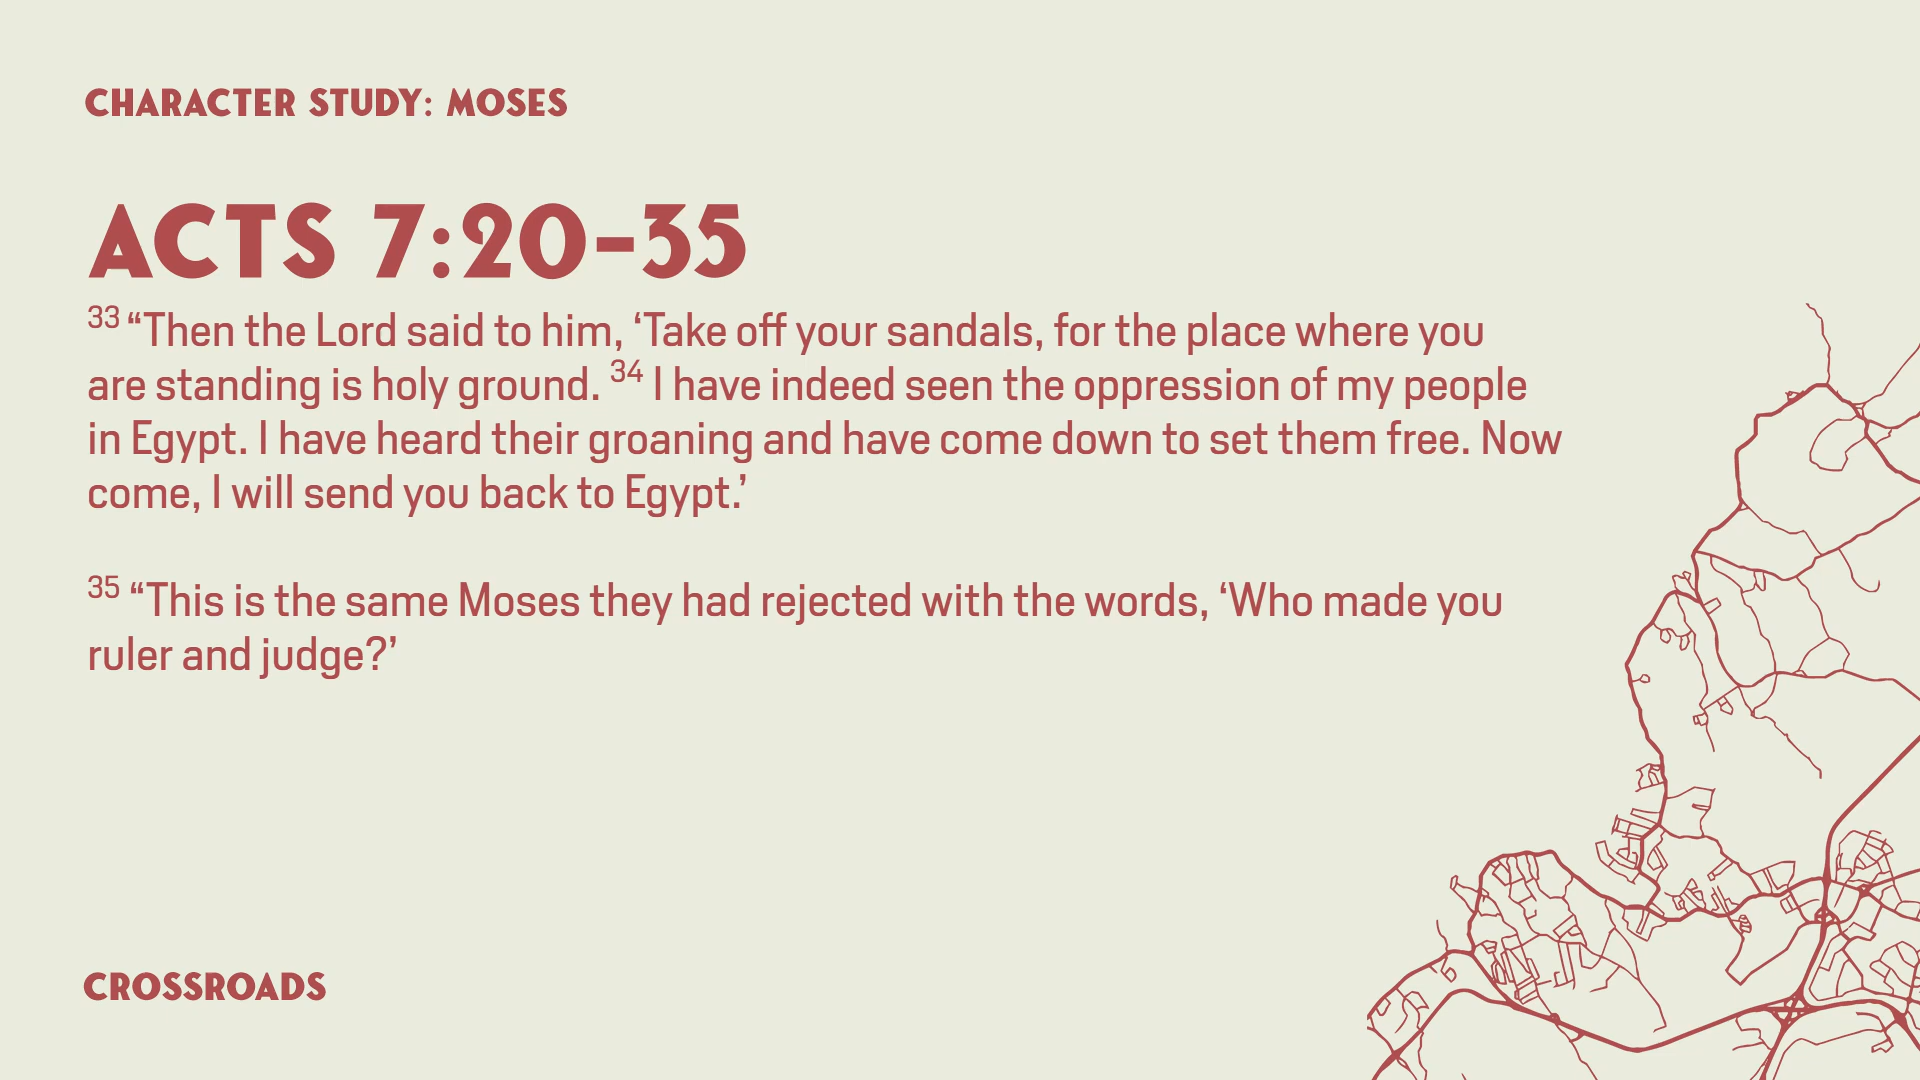 CHARACTER STUDY: MOSES
ACTS 7:20-35
33 “Then the Lord said to him, ‘Take off your sandals, for the place where you
are standing is holy ground. 34 I have indeed seen the oppression of my people
in Egypt. I have heard their groaning and have come down to set them free. Now
come, I will send you back to Egypt.’
35 “This is the same Moses they had rejected with the words, ‘Who made you
ruler and judge?’
CROSSROADS